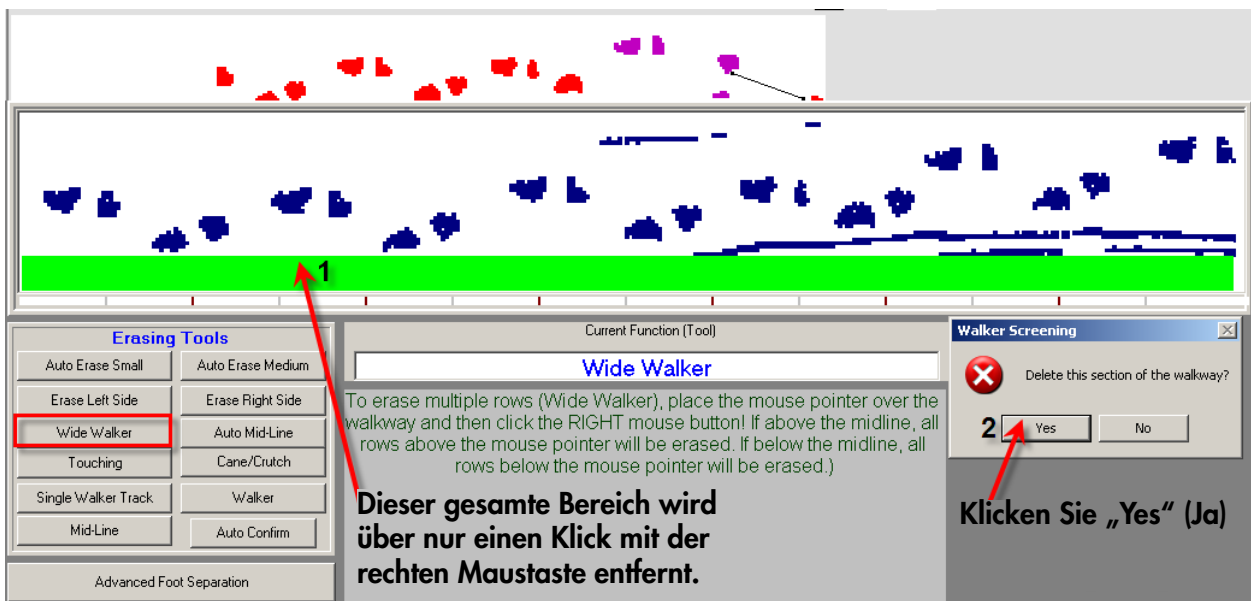 1
Erasing Tools
Auto Erase Small
Auto Erase Medium
Erase Left Side
Erase Right Side
Wide Walker
Auto Mid-Line
Touching
Cane/Crutch
Single Walker Track
Walker
Mid-Line
Auto Confirm
Advanced Foot Separation
Current Function (Tool)
Wide Walker
To erase multiple rows (Wide Walker), place the mouse pointer over the
walkway and then click the RIGHT mouse button! If above the midline, all
rows above the mouse pointer will be erased. If below the midline, all
rows below the mouse pointer will be erased.)
Dieser gesamte Bereich wird
über nur einen Klick mit der
rechten Maustaste entfernt.
Walker Screening
Delete this section of the walkway?
2
Yes
No
Klicken Sie „Yes“ (Ja)